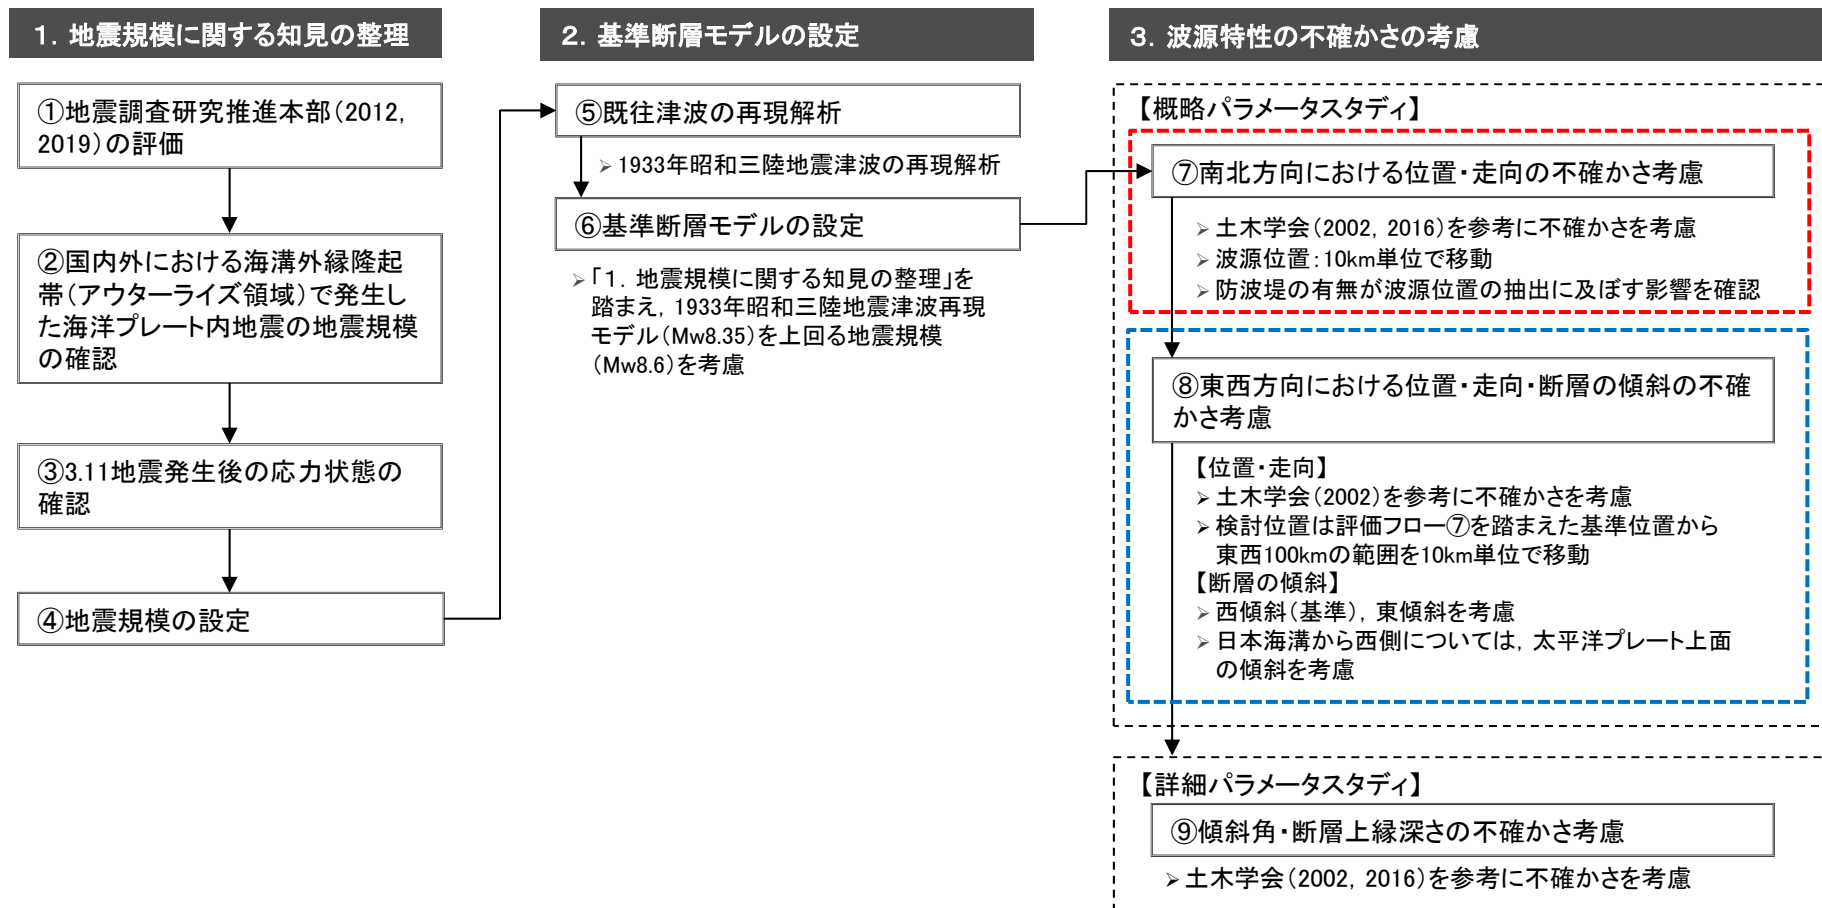 1．地震規模に関する知見の整理
①地震調査研究推進本部（2012，
2019）の評価
②国内外における海溝外縁隆起
帯（アウターライズ領域）で発生し
た海洋プレート内地震の地震規模
の確認
③3.11地震発生後の応力状態の
確認
④地震規模の設定
2．基準断層モデルの設定
⑤既往津波の再現解析
➢1933年昭和三陸地震津波の再現解析
⑥基準断層モデルの設定
➢「1．地震規模に関する知見の整理」を
踏まえ，1933年昭和三陸地震津波再現
モデル（Mw8.35）を上回る地震規模
（Mw8.6）を考慮
3．波源特性の不確かさの考慮
【概略パラメータスタディ】
⑦南北方向における位置・走向の不確かさ考慮
➢土木学会（2002，2016）を参考に不確かさを考慮
➢波源位置：10km単位で移動
➢防波堤の有無が波源位置の抽出に及ぼす影響を確認
⑧東西方向における位置・走向・断層の傾斜の不確
かさ考慮
【位置・走向】
➢土木学会（2002）を参考に不確かさを考慮
➢検討位置は評価フロー⑦を踏まえた基準位置から
東西100kmの範囲を10km単位で移動
【断層の傾斜】
➢西傾斜（基準），東傾斜を考慮
➢日本海溝から西側については，太平洋プレート上面
の傾斜を考慮
【詳細パラメータスタディ】
⑨傾斜角・断層上縁深さの不確かさ考慮
➢土木学会（2002，2016）を参考に不確かさを考慮